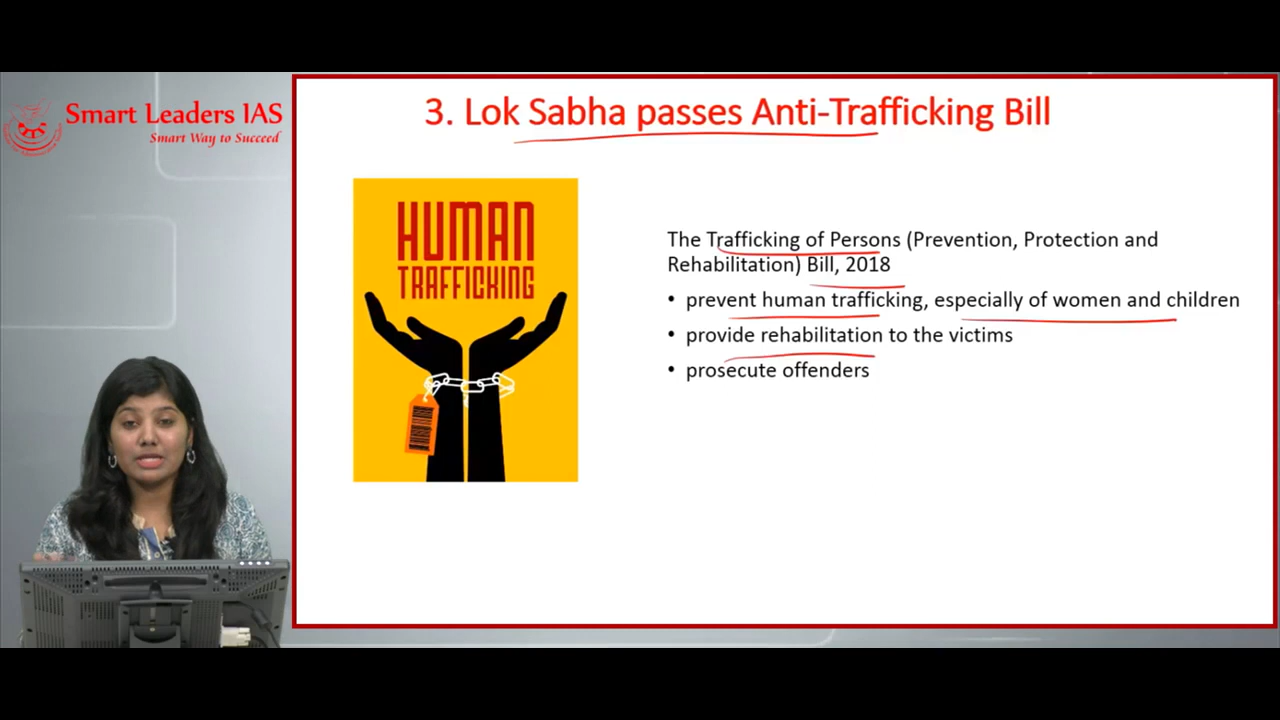 Smart Leaders IAS
Smart Way to Succeed
3. Lok Sabha passes Anti-Trafficking Bill
HUMAN
TRAFFICKING
The Trafficking of Persons (Prevention, Protection and
Rehabilitation) Bill, 2018
• prevent human trafficking, especially of women and children
• provide rehabilitation to the victims
• prosecute offenders